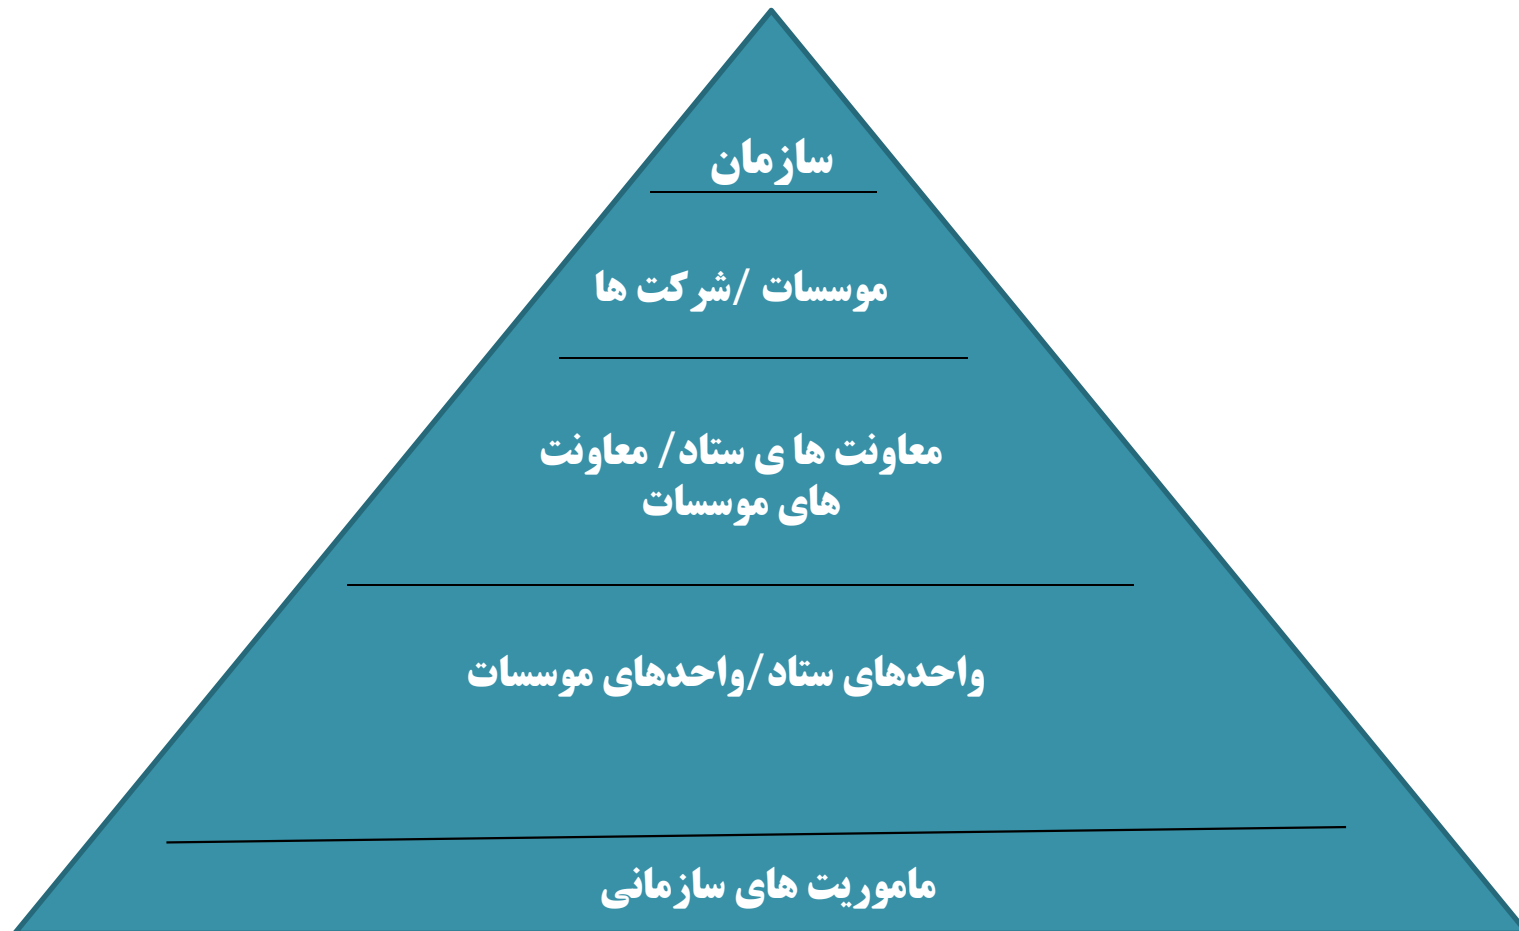 سازمان
موسسات /شرکت ها
معاونت ها ی ستاد/ معاونت
های موسسات
واحدهای ستاد/واحدهای موسسات
ماموریت های سازمانی